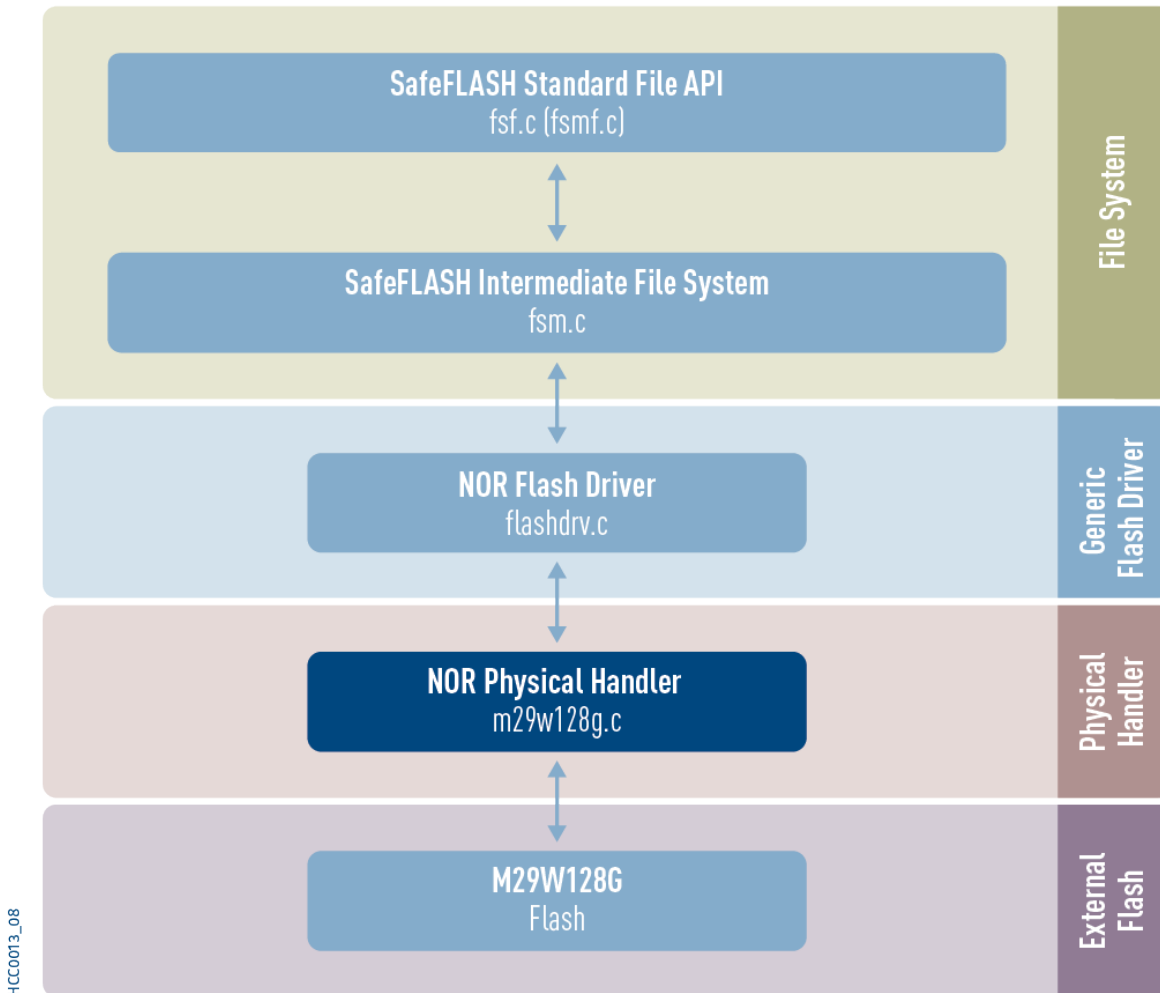 SafeFLASH Standard File API
fsf.c (fsmf.c)
File System
SafeFLASH Intermediate File System
fsm.c
NOR Flash Driver
flashdrv.c
Generic
Flash Driver
NOR Physical Handler
m29w128g.c
Physical
Handler
M29W128G
Flash
External
Flash
HCC0013_08